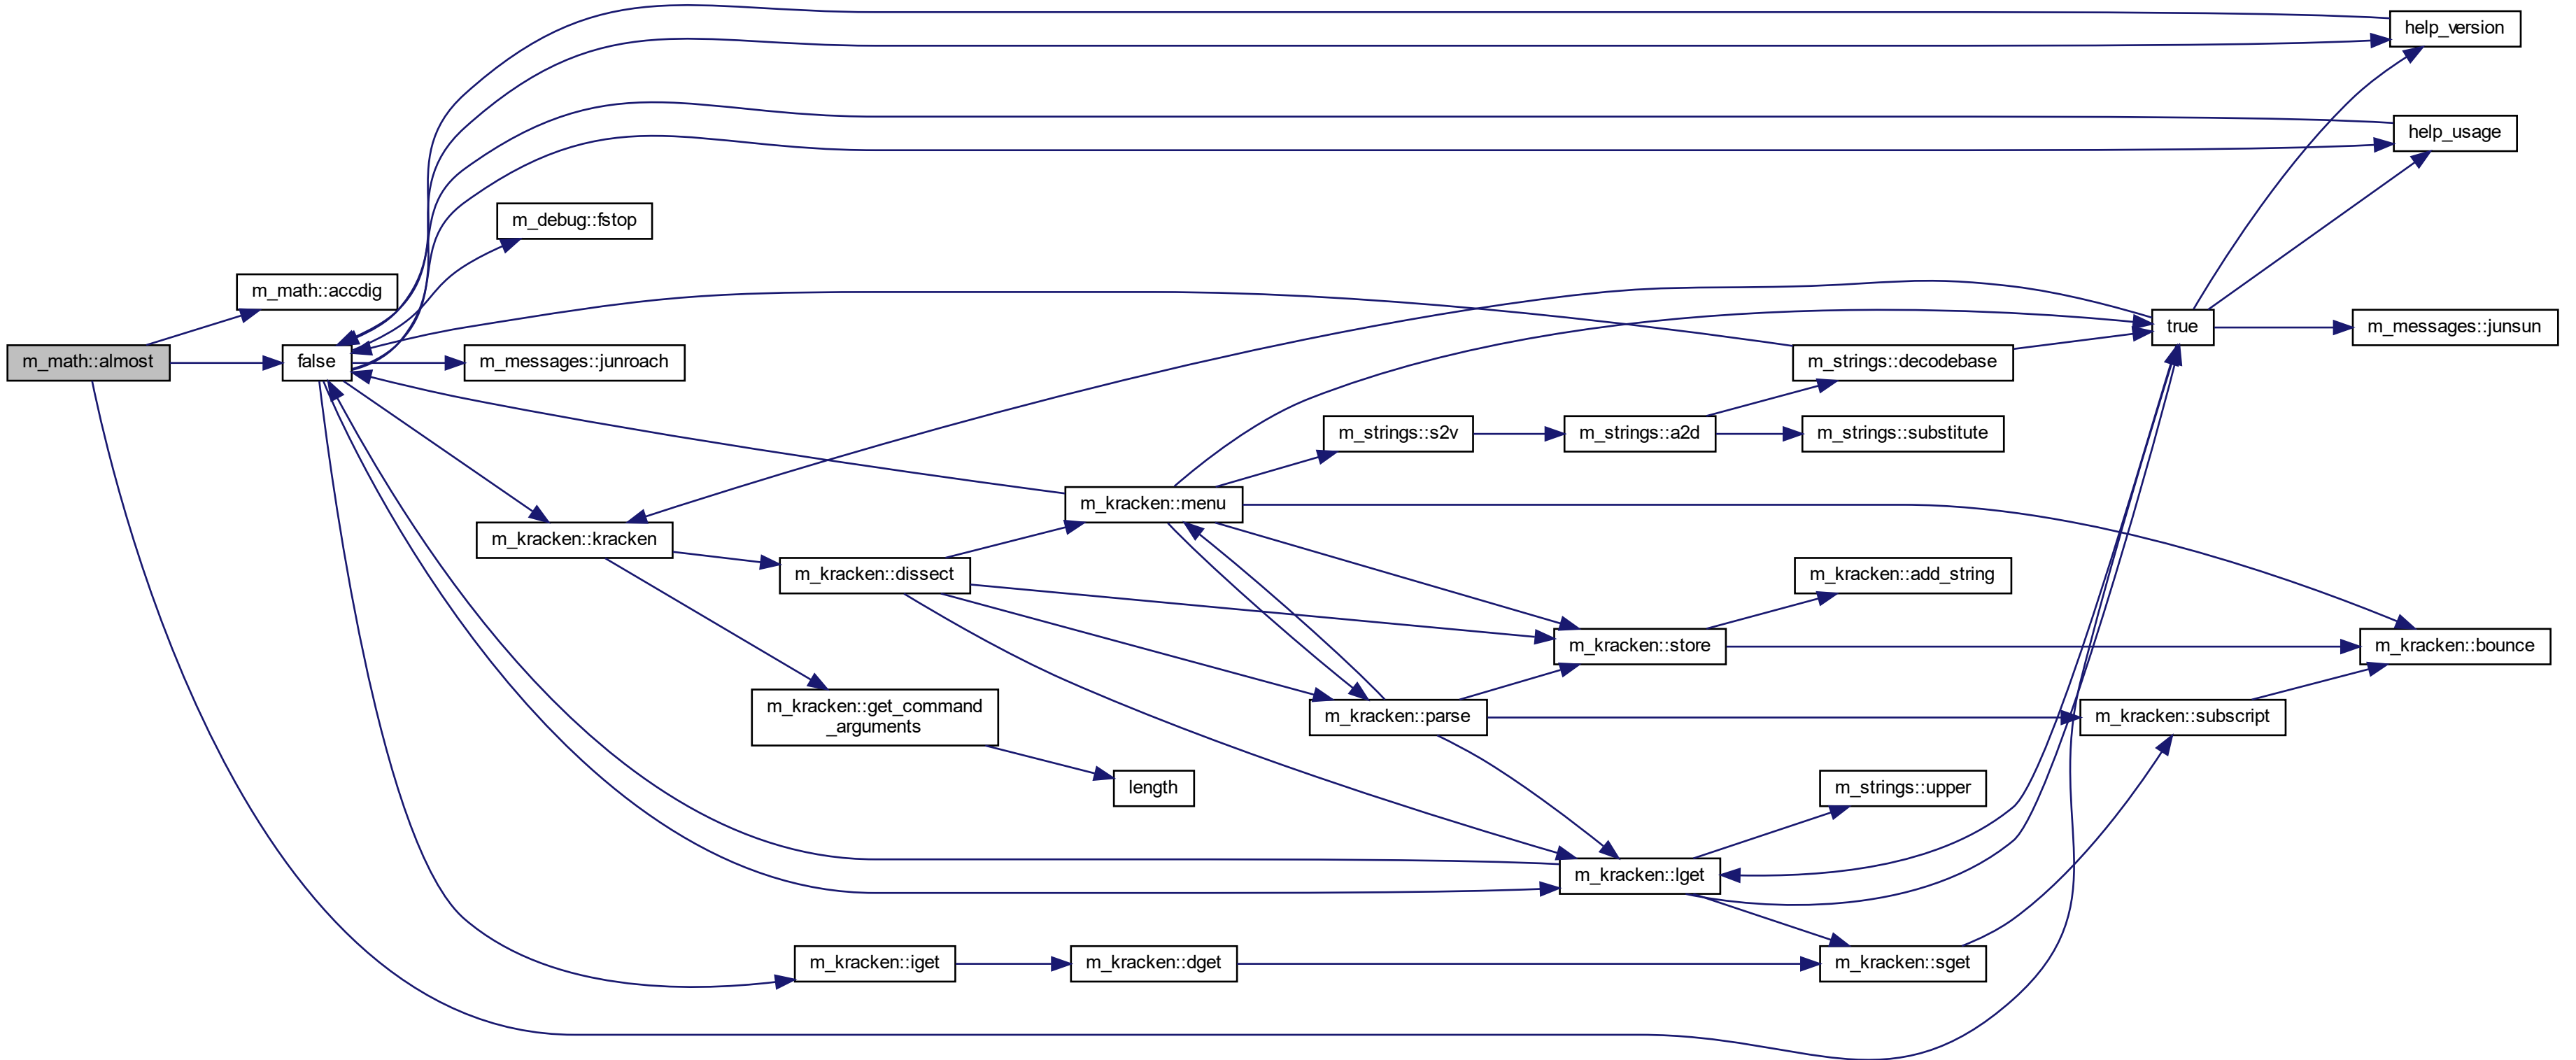 help_version
help_usage
m_debug::fstop
m_math::accdig
true
m_messages::junsun
m_math::almost
false
m_messages::junroach
m_strings::decodebase
m_strings::s2v
m_strings::a2d
m_strings::substitute
m_kracken::menu
m_kracken::kracken
m_kracken::dissect
m_kracken::add_string
m_kracken::store
m_kracken::bounce
m_kracken::get_command
_arguments
m_kracken::parse
m_kracken::subscript
length
m_strings::upper
m_kracken::lget
m_kracken::iget
m_kracken::dget
m_kracken::sget